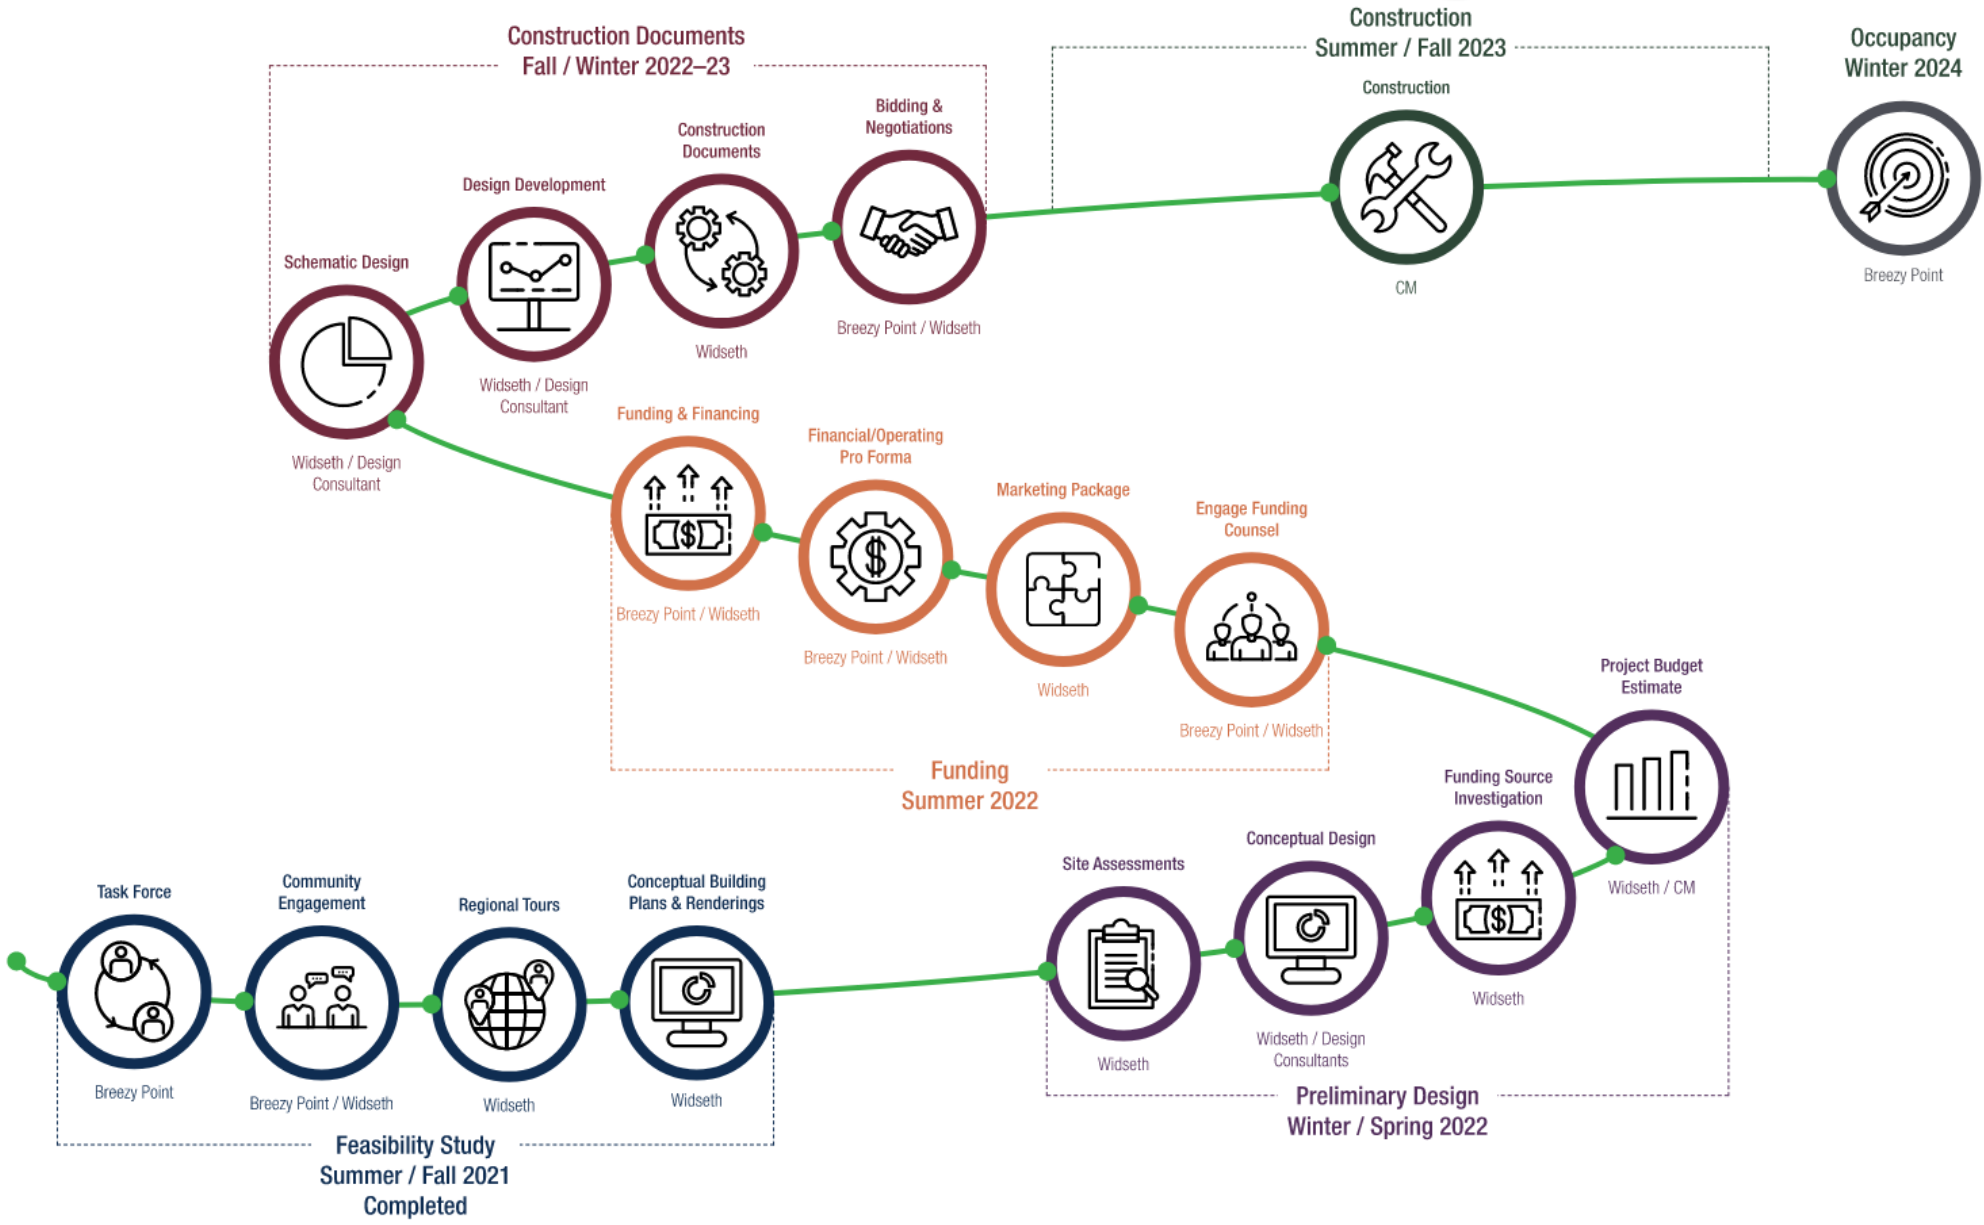 Construction Documents
Fall / Winter 2022–23
Construction
Summer / Fall 2023
Occupancy
Winter 2024
Schematic Design
Widseth / Design
Consultant
Design Development
Widseth / Design
Consultant
Construction
Documents
Widseth
Bidding &
Negotiations
Breezy Point / Widseth
Construction
CM
Breezy Point
Funding & Financing
Breezy Point / Widseth
Financial/Operating
Pro Forma
Breezy Point / Widseth
Marketing Package
Widseth
Engage Funding
Counsel
Breezy Point / Widseth
Funding
Summer 2022
Project Budget
Estimate
Widseth / CM
Funding Source
Investigation
Widseth
Conceptual Design
Widseth / Design
Consultants
Site Assessments
Widseth
Preliminary Design
Winter / Spring 2022
Task Force
Breezy Point
Community
Engagement
Breezy Point / Widseth
Regional Tours
Widseth
Conceptual Building
Plans & Renderings
Widseth
Feasibility Study
Summer / Fall 2021
Completed